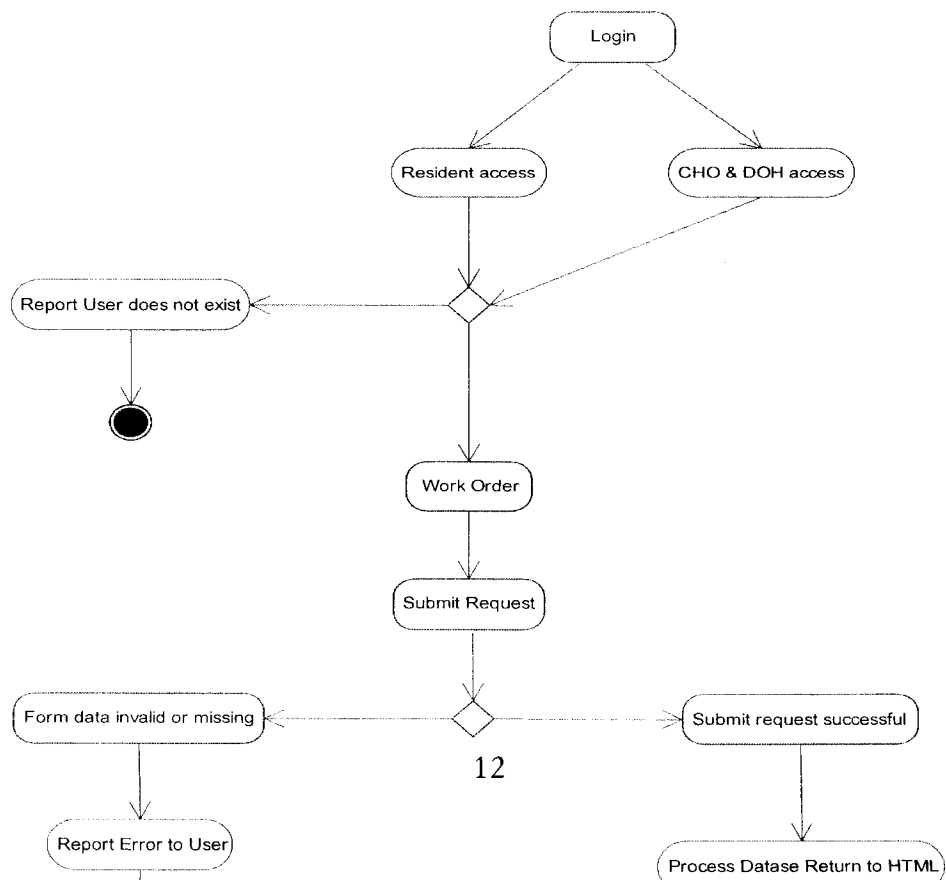 Login
Resident access
CHO & DOH access
Report User does not exist
Work Order
Submit Request
Form data invalid or missing
Submit request successful
12
Report Error to User
Process Datase Return to HTML